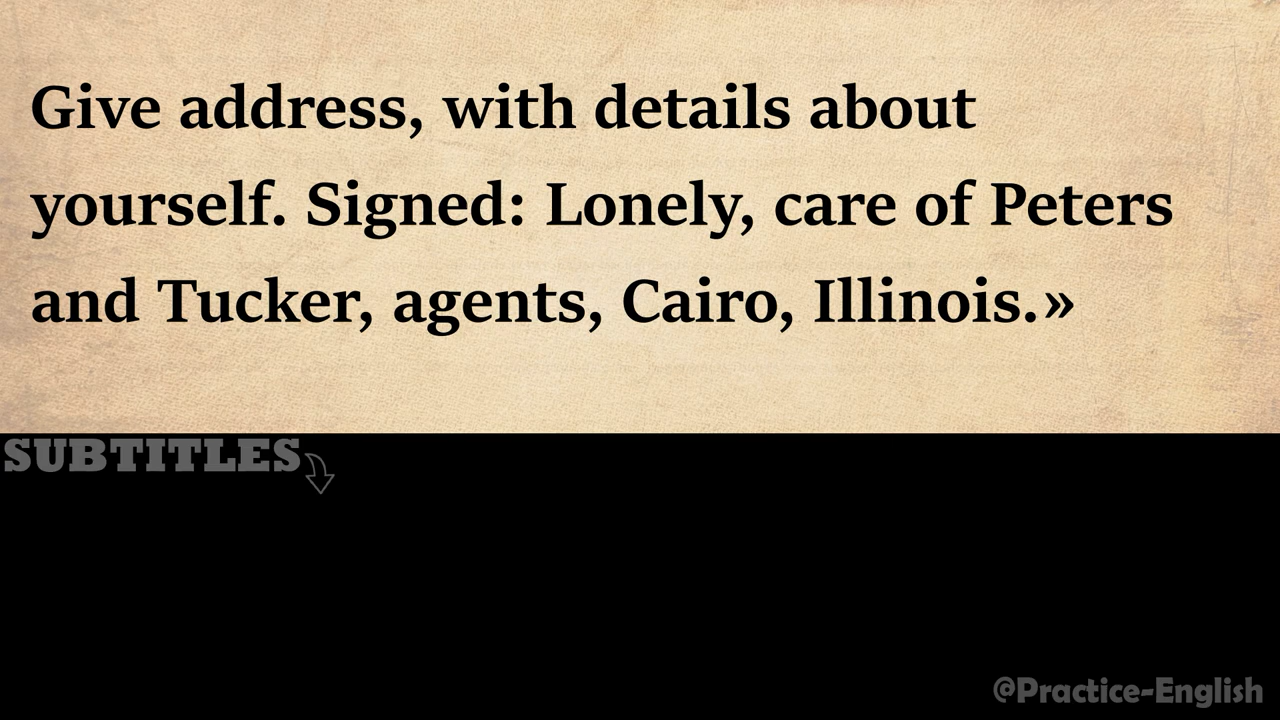 Give address, with details about
yourself. Signed: Lonely, care of Peters
and Tucker, agents, Cairo, Illinois.»
SUBTITLES
@Practice-English